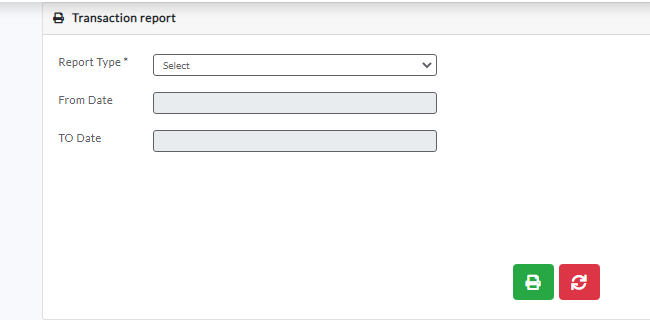 Transaction report
Report Type *
Select
From Date
TO Date